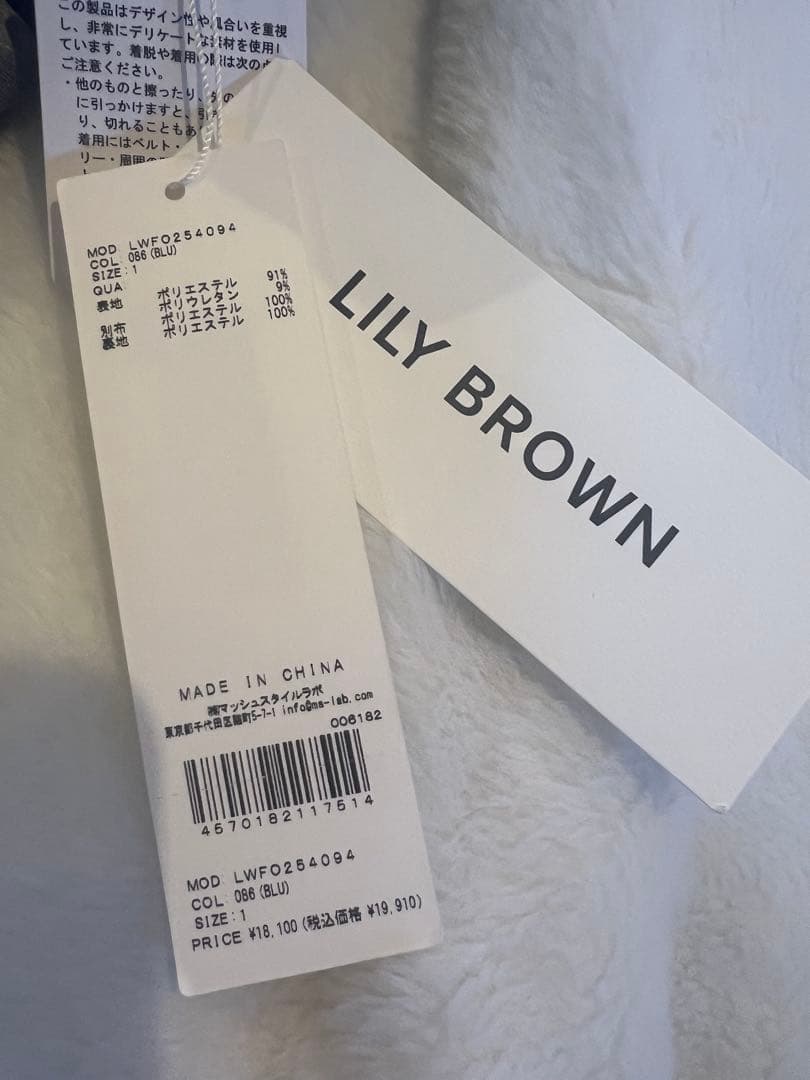 この製品はデザイン性や風合いを重視
し、非常にデリケートな素材を使用し
ています。着脱や着用の際は次の
ご注意ください。
・他のものと擦ったり、
に引っかけますと、引
り、切れることもあ
着用にはベルト・
リー・周囲の
MOD LWFO254094
COL: 086(BLU)
SIZE:1
QUA
表地 ポリエステル 91%
ポリウレタン 9%
別布 ポリエステル 100%
裏地 ポリエステル 100%
LILY BROWN
MADE IN CHINA
㈱マッシュスタイルラボ
東京都千代田区麹町5-7-1 info@ms-lab.com
006182
4570182117514
MOD LWFO254094
COL 086(BLU)
SIZE:1
PRICE ¥18,100(税込価格 ¥19,910)